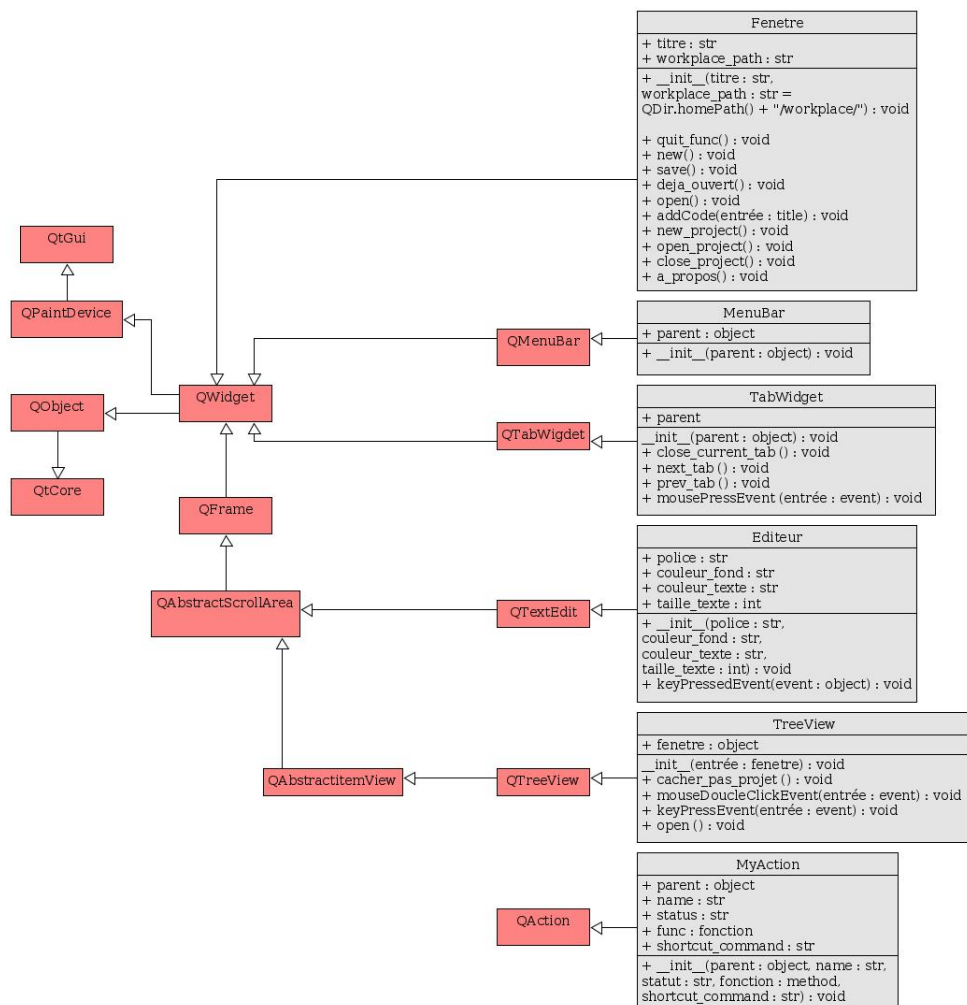 Fenetre
+ titre : str
+ workplace_path : str
+ __init__(titre : str,
workplace_path : str =
QDir.homePath() + "/workplace/") : void
+ quit_func() : void
+ new() : void
+ save() : void
+ deja_ouvert() : void
+ open() : void
+ addCode(entrée : title) : void
+ new_project() : void
+ open_project() : void
+ close_project() : void
+ a_propos() : void
QtGui
QPaintDevice
QObject
QtCore
QWidget
QFrame
QAbstractScrollArea
QAbstractitemView
QMenuBar
MenuBar
+ parent : object
+ __init__(parent : object) : void
QTabWigdet
TabWidget
+ parent
__init__(parent : object) : void
+ close_current_tab () : void
+ next_tab () : void
+ prev_tab () : void
+ mousePressEvent (entrée : event) : void
QTextEdit
Editeur
+ police : str
+ couleur_fond : str
+ couleur_texte : str
+ taille_texte : int
+ __init__(police : str,
couleur_fond : str,
couleur_texte : str,
taille_texte : int) : void
+ keyPressedEvent(event : object) : void
QTreeView
TreeView
+ fenetre : object
__init__(entrée : fenetre) : void
+ cacher_pas_projet () : void
+ mouseDoucleClickEvent(entrée : event) : void
+ keyPressEvent(entrée : event) : void
+ open () : void
QAction
MyAction
+ parent : object
+ name : str
+ status : str
+ func : fonction
+ shortcut_command : str
+ __init__(parent : object, name : str,
statut : str, fonction : method,
shortcut_command : str) : void